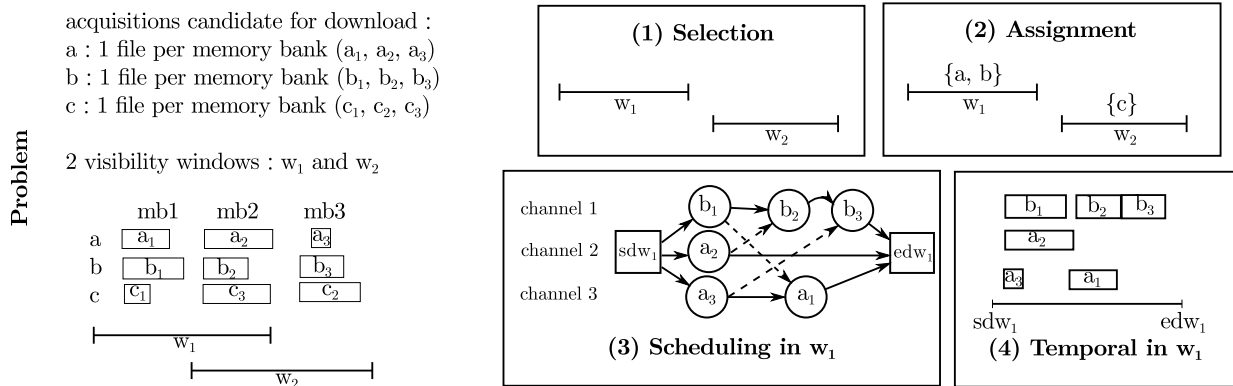 Problem
acquisitions candidate for download :
a : 1 file per memory bank (a₁, a₂, a₃)
b : 1 file per memory bank (b₁, b₂, b₃)
c : 1 file per memory bank (c₁, c₂, c₃)
2 visibility windows : w₁ and w₂
mb1 mb2 mb3
a a₁ a₂ a₃
b b₁ b₂ b₃
c c₁ c₃ c₂
w₁
w₂
(1) Selection
w₁
w₂
(2) Assignment
{a, b}
w₁
{c}
w₂
channel 1 b₁ b₂ b₃
channel 2 sdw₁ a₂ edw₁
channel 3 a₃ a₁
(3) Scheduling in w₁
b₁ b₂ b₃
a₂
a₃ a₁
sdw₁ edw₁
(4) Temporal in w₁